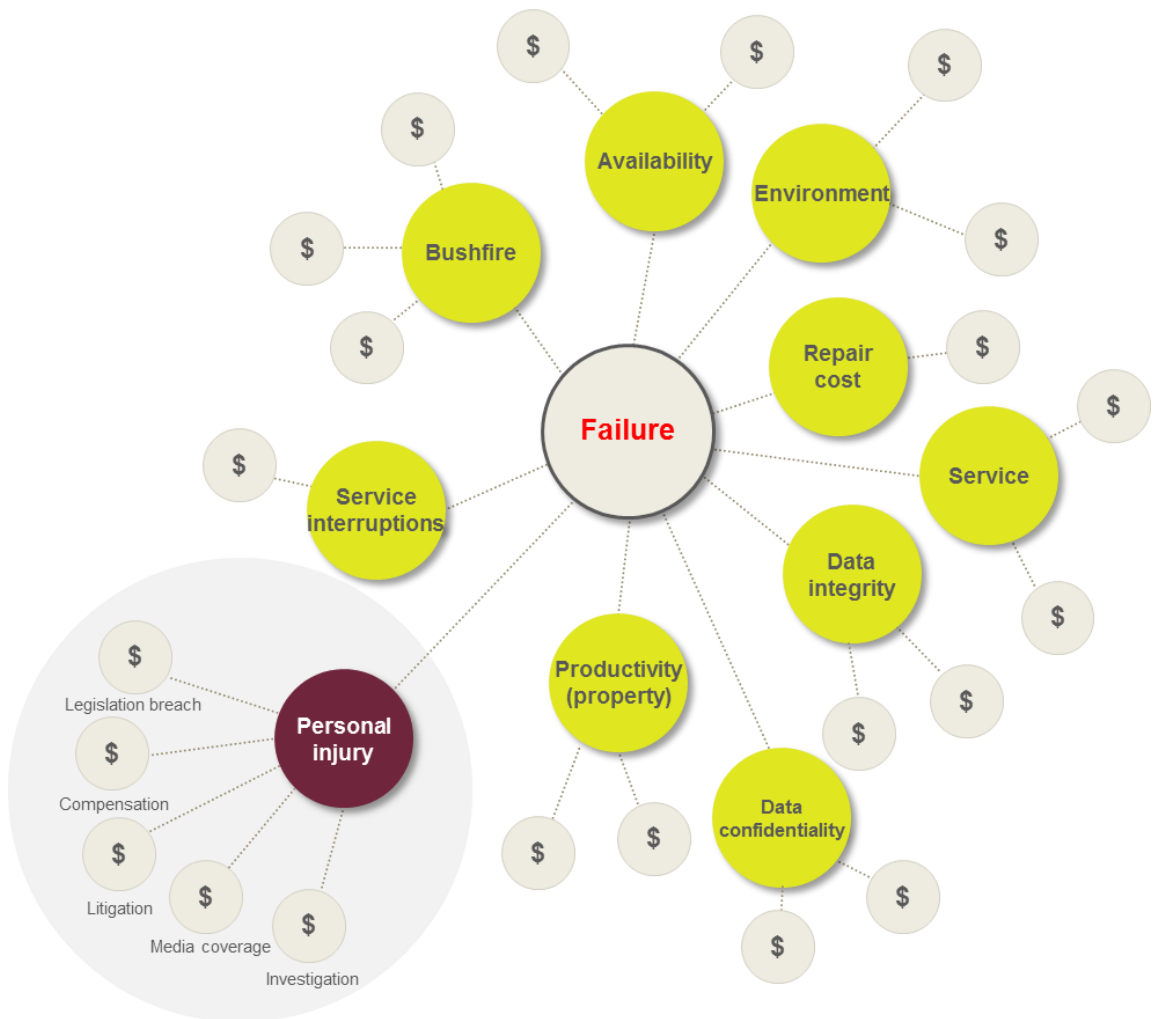 $
$
$
$
Availability
Environment
$
$
Bushfire
$
Repair
cost
$
$
$
Failure
Service
interruptions
Service
$
Data
integrity
$
$
$
Legislation breach
Personal
injury
Productivity
(property)
$
Compensation
$
Litigation
$
Media coverage
$
Investigation
$
$
Data
confidentiality
$
$